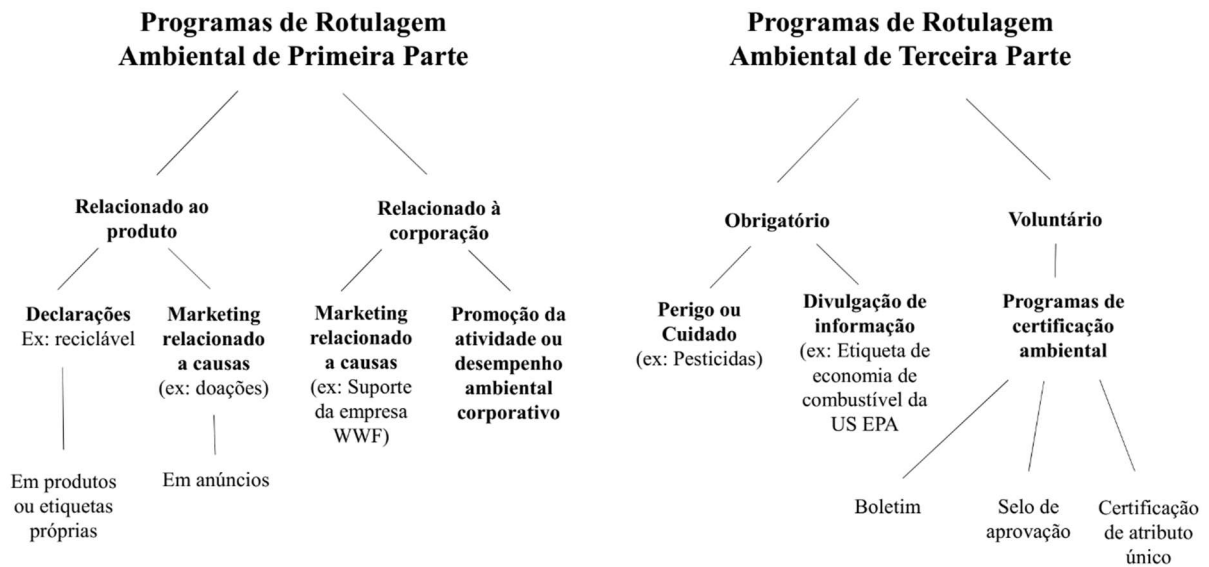 Programas de Rotulagem
Ambiental de Primeira Parte
Relacionado ao
produto
Relacionado à
corporação
Declarações
Ex: reciclável
Marketing
relacionado
a causas
(ex: doações)
Marketing
relacionado
a causas
(ex: Suporte
da empresa
WWF)
Promoção da
atividade ou
desempenho
ambiental
corporativo
Em produtos
ou etiquetas
próprias
Em anúncios
Programas de Rotulagem
Ambiental de Terceira Parte
Obrigatório
Voluntário
Perigo ou
Cuidado
(ex: Pesticidas)
Divulgação de
informação
(ex: Etiqueta de
economia de
combustível da
US EPA
Programas de
certificação
ambiental
Boletim
Selo de
aprovação
Certificação
de atributo
único